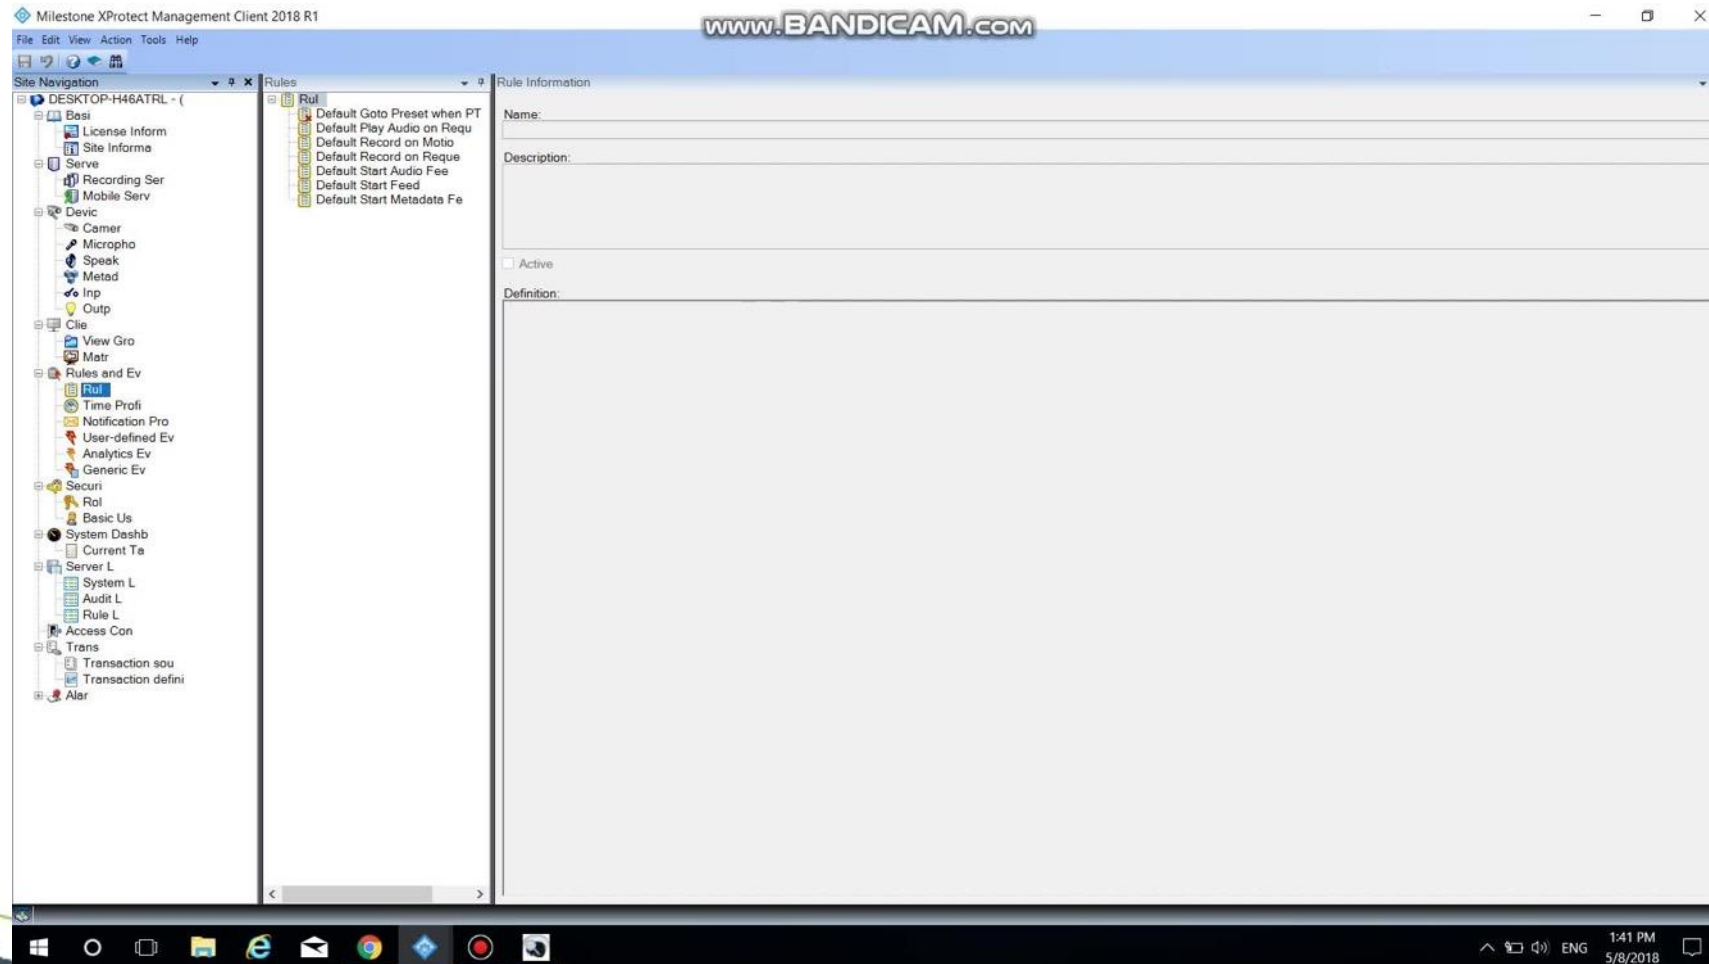 Milestone XProtect Management Client 2018 R1
www.BANDICAM.com
File Edit View Action Tools Help
Site Navigation
DESKTOP-H46ATRL - (
Basi
License Inform
Site Informa
Serve
Recording Ser
Mobile Serv
Devic
Camer
Micropho
Speak
Metad
Inp
Outp
Clie
View Gro
Matr
Rules and Ev
Rul
Time Profi
Notification Pro
User-defined Ev
Analytics Ev
Generic Ev
Securi
Rol
Basic Us
System Dashb
Current Ta
Server L
System L
Audit L
Rule L
Access Con
Trans
Transaction sou
Transaction defini
Alar
Rules
Rul
Default Goto Preset when PT
Default Play Audio on Requ
Default Record on Motio
Default Record on Reque
Default Start Audio Fee
Default Start Feed
Default Start Metadata Fe
Rule Information
Name:
Description:
Active
Definition:
ENG
1:41 PM
5/8/2018